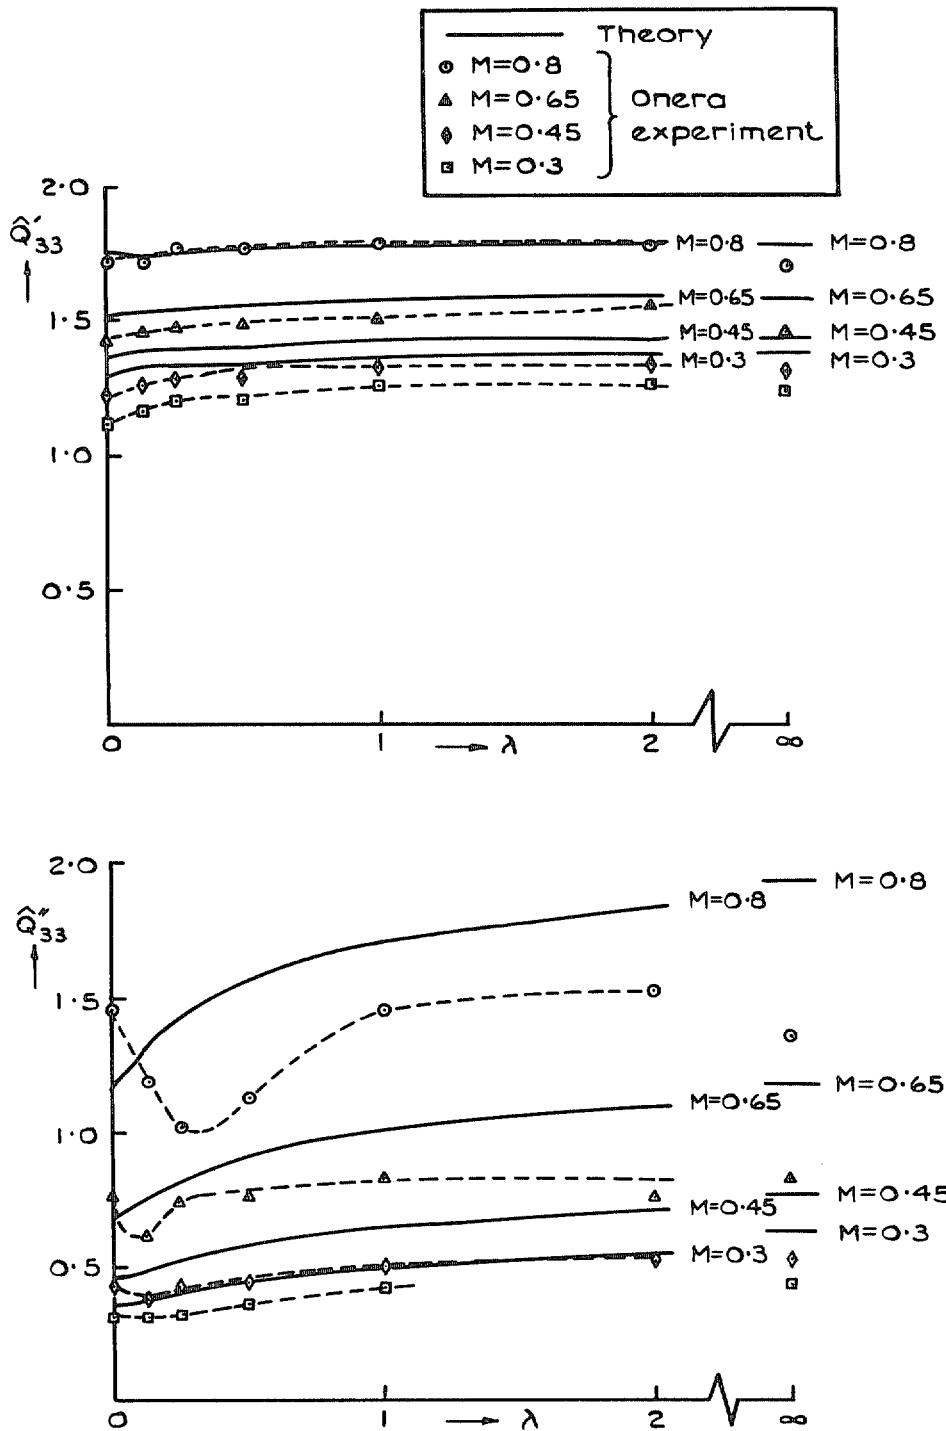 Theory
M=0·8
M=0·65
M=0·45
M=0·3
Onera
experiment
2·0
Q̂′33
1·5
1·0
0·5
M=0·8
M=0·65
M=0·45
M=0·3
M=0·8
M=0·65
M=0·45
M=0·3
0
1
λ
2
∞
2·0
Q̂″33
1·5
1·0
0·5
M=0·8
M=0·65
M=0·45
M=0·3
M=0·8
M=0·65
M=0·45
M=0·3
0
1
λ
2
∞